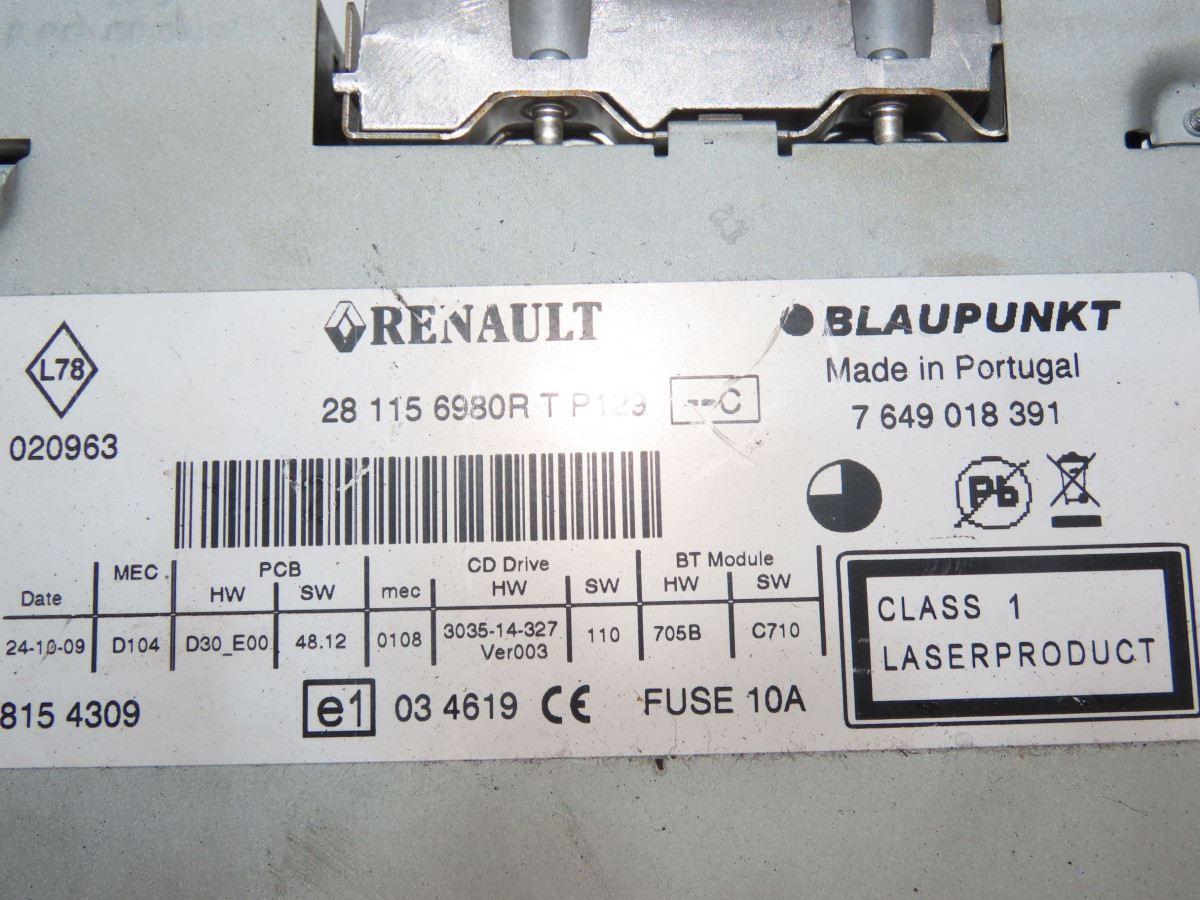 RENAULT
BLAUPUNKT
L78
Made in Portugal
28 115 6980R T P129
--C
7 649 018 391
020963
Pb
MEC
PCB
CD Drive
BT Module
Date
HW
SW
mec
HW
SW
HW
SW
24-10-09
D104
D30_E00
48.12
0108
3035-14-327
Ver003
110
705B
C710
CLASS 1
LASERPRODUCT
815 4309
e1
03 4619
CE
FUSE 10A